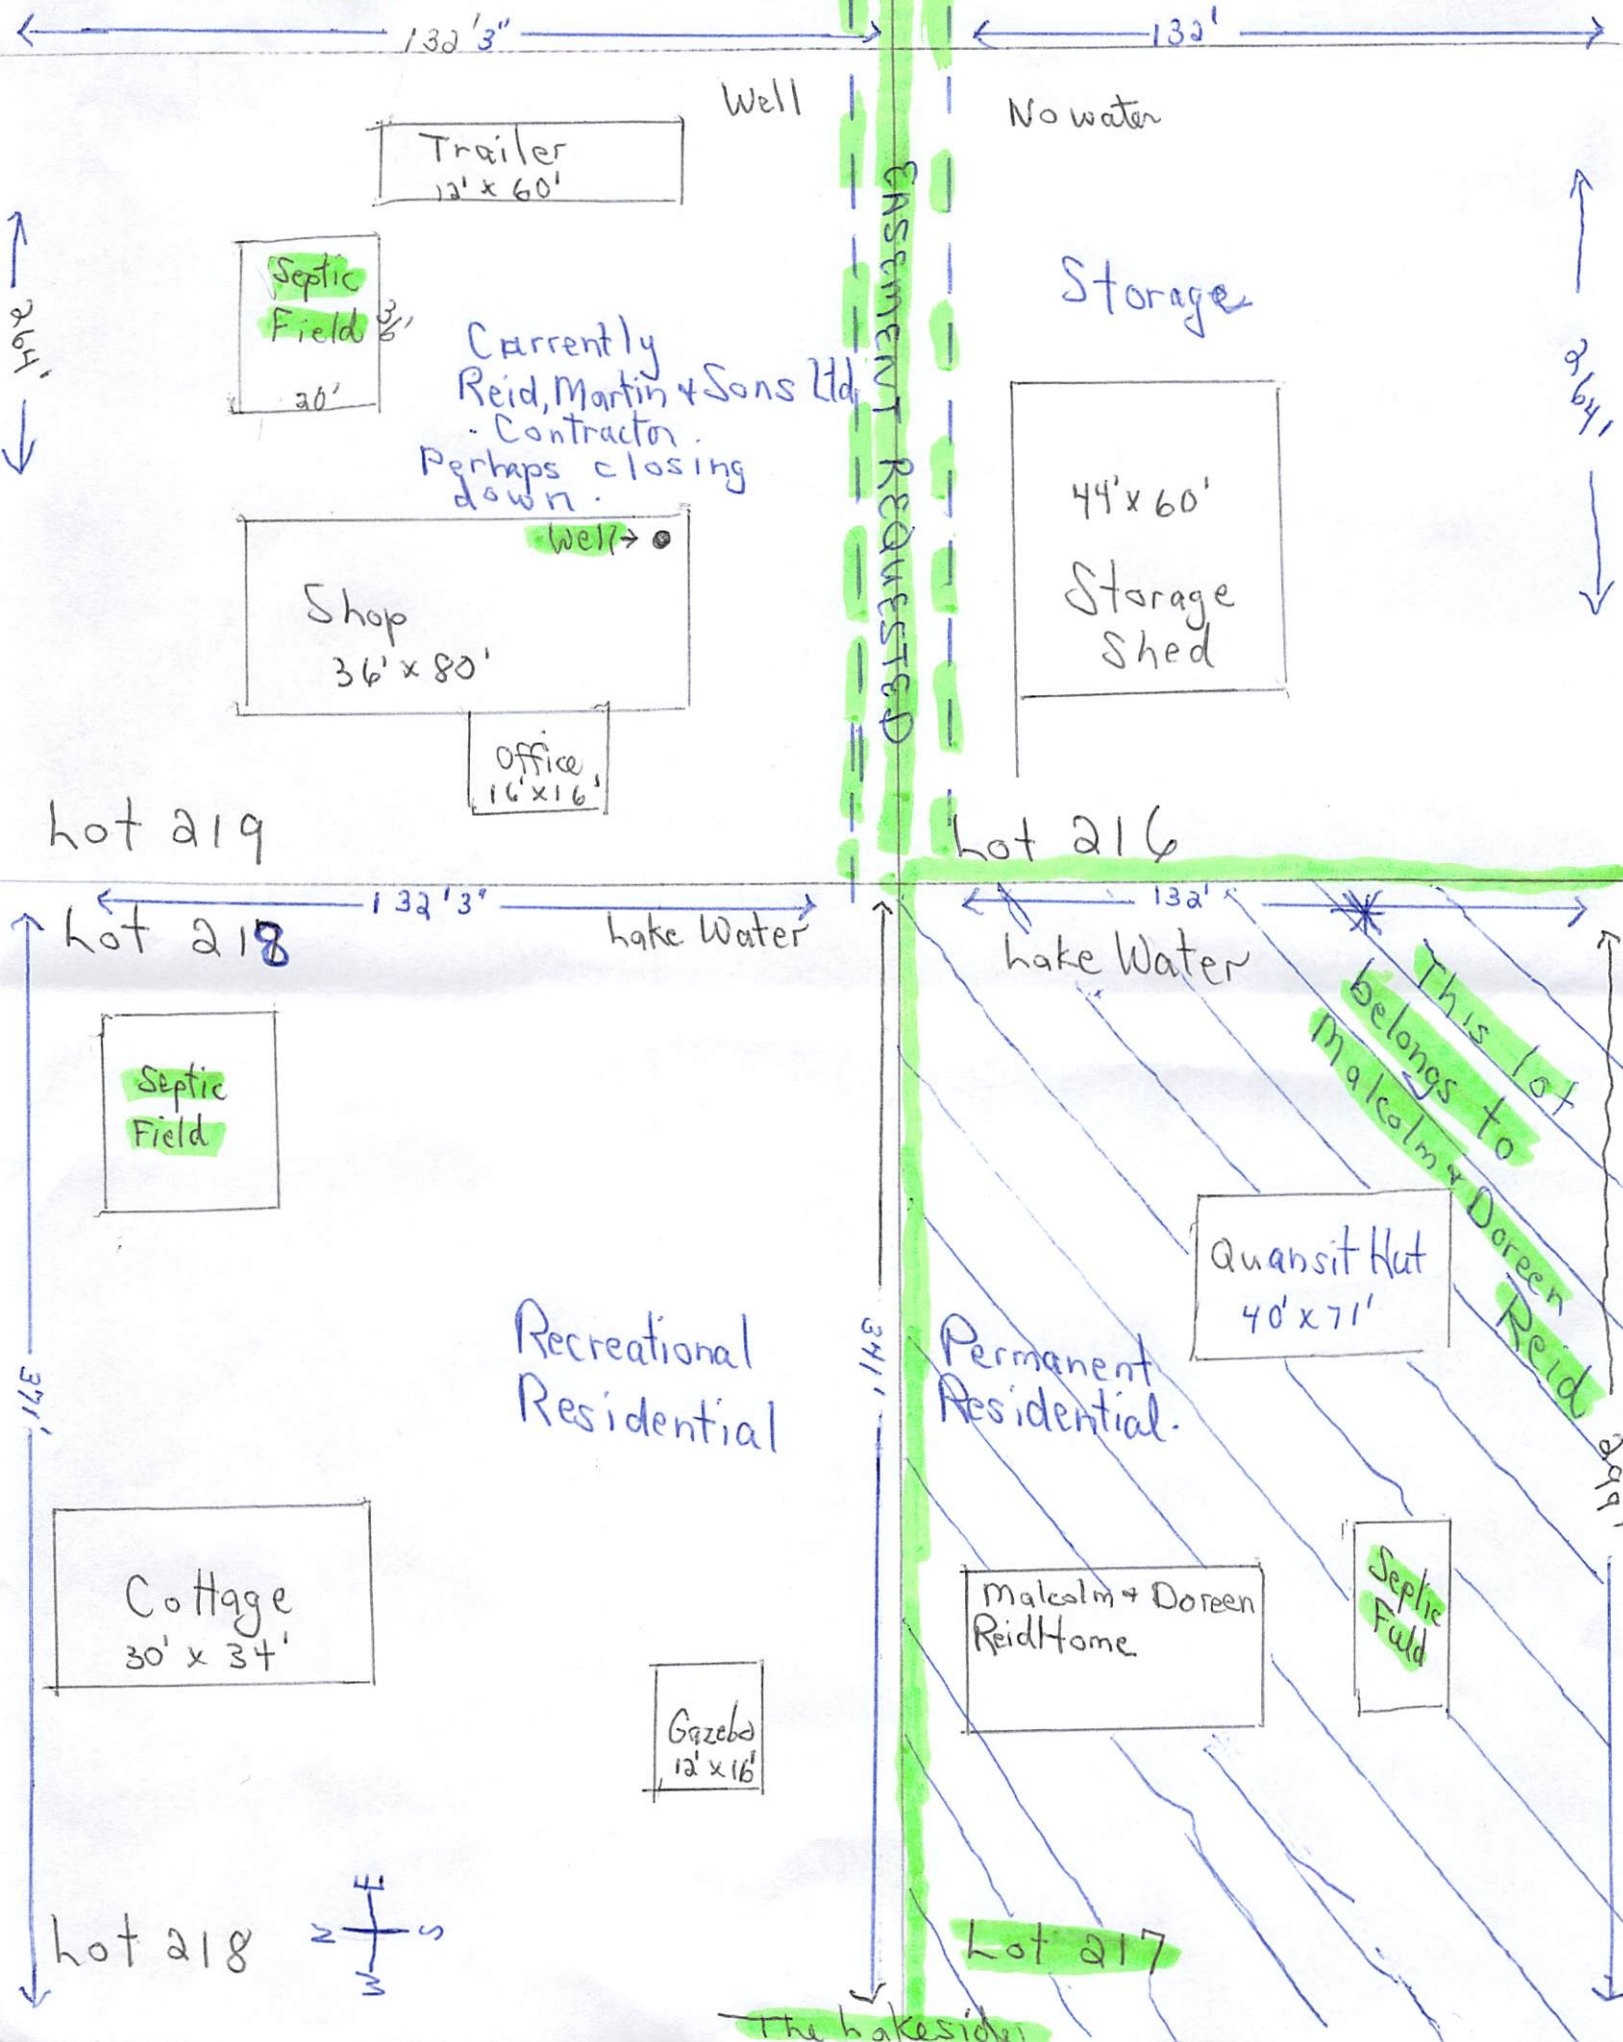 132'3"
132'
Well
No water
Trailer
12' x 60'
Septic
Field
36'
20'
264'
Currently
Reid, Martin & Sons Ltd
- Contractor.
Perhaps closing
down.
EASSEMENT REQUESTED
Storage
264'
44' x 60'
Storage
Shed
Well→
Shop
36' x 80'
Office
16' x 16'
Lot 219
Lot 216
132'3"
132'
Lot 218
Lake Water
Lake Water
This lot
belongs to
Malcolm & Doreen
Reid
Septic
Field
Quansit Hut
40' x 71'
Recreational
Residential
341'
Permanent
Residential.
371'
299'
Cottage
30' x 34'
Malcolm & Doreen
Reid Home
Septic
Fuld
Gazebo
12' x 16'
E
N S
W
Lot 218
Lot 217
The Lakeside